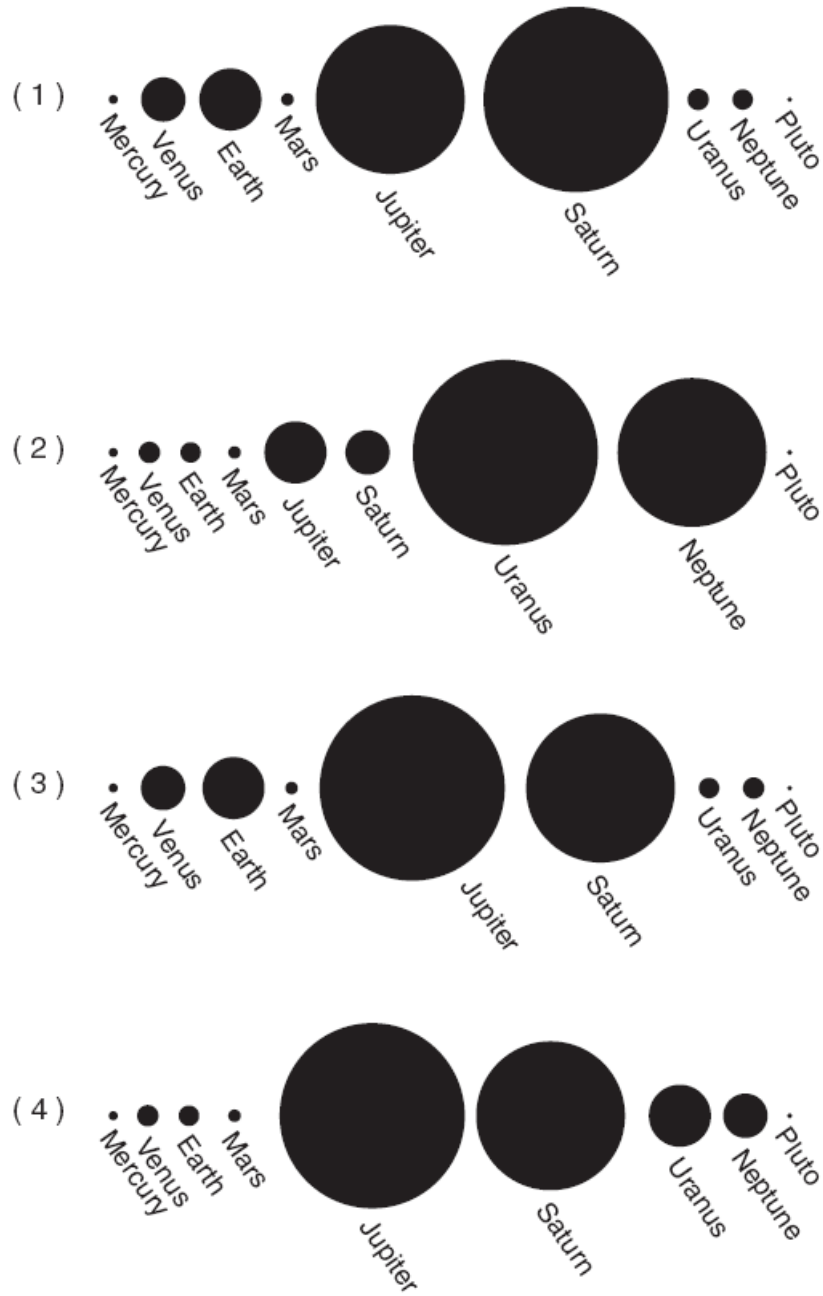 ( 1 )
Mercury
Venus
Earth
Mars
Jupiter
Saturn
Uranus
Neptune
Pluto
( 2 )
Mercury
Venus
Earth
Mars
Jupiter
Saturn
Uranus
Neptune
Pluto
( 3 )
Mercury
Venus
Earth
Mars
Jupiter
Saturn
Uranus
Neptune
Pluto
( 4 )
Mercury
Venus
Earth
Mars
Jupiter
Saturn
Uranus
Neptune
Pluto